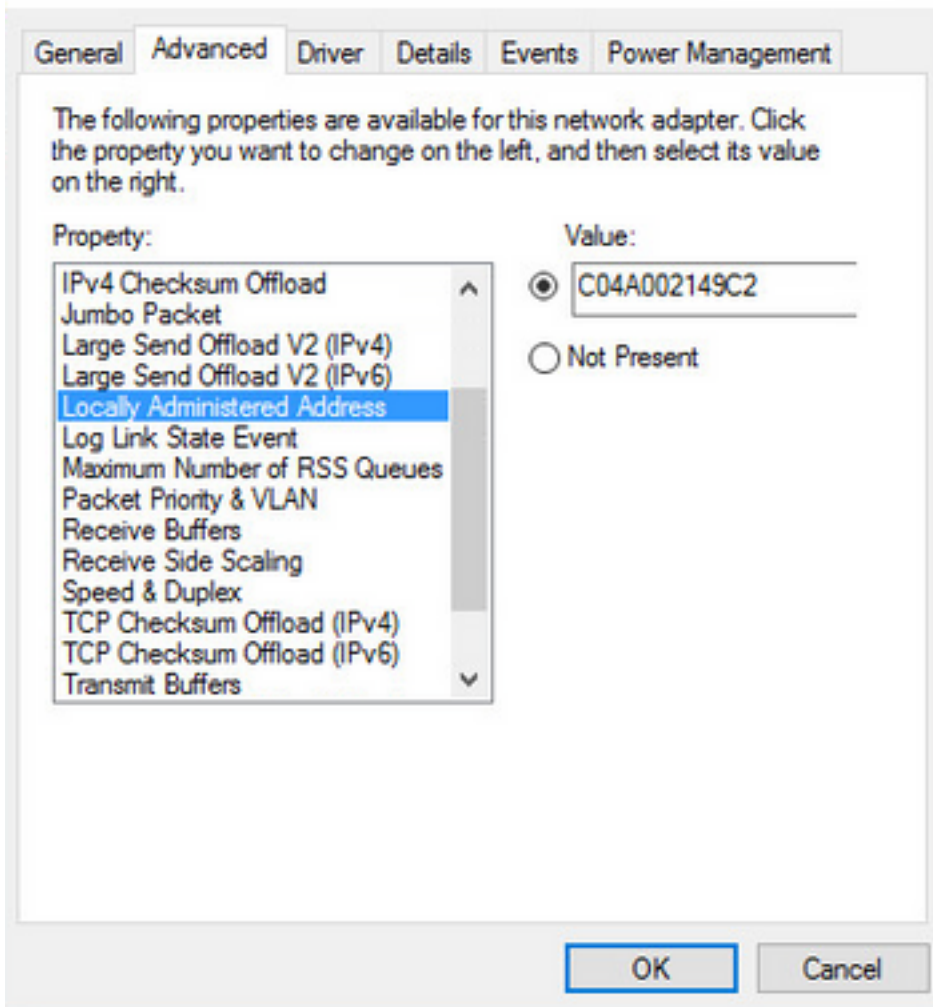 General Advanced Driver Details Events Power Management
The following properties are available for this network adapter. Click
the property you want to change on the left, and then select its value
on the right.
Property:
IPv4 Checksum Offload
Jumbo Packet
Large Send Offload V2 (IPv4)
Large Send Offload V2 (IPv6)
Locally Administered Address
Log Link State Event
Maximum Number of RSS Queues
Packet Priority & VLAN
Receive Buffers
Receive Side Scaling
Speed & Duplex
TCP Checksum Offload (IPv4)
TCP Checksum Offload (IPv6)
Transmit Buffers
Value:
C04A002149C2
Not Present
OK Cancel